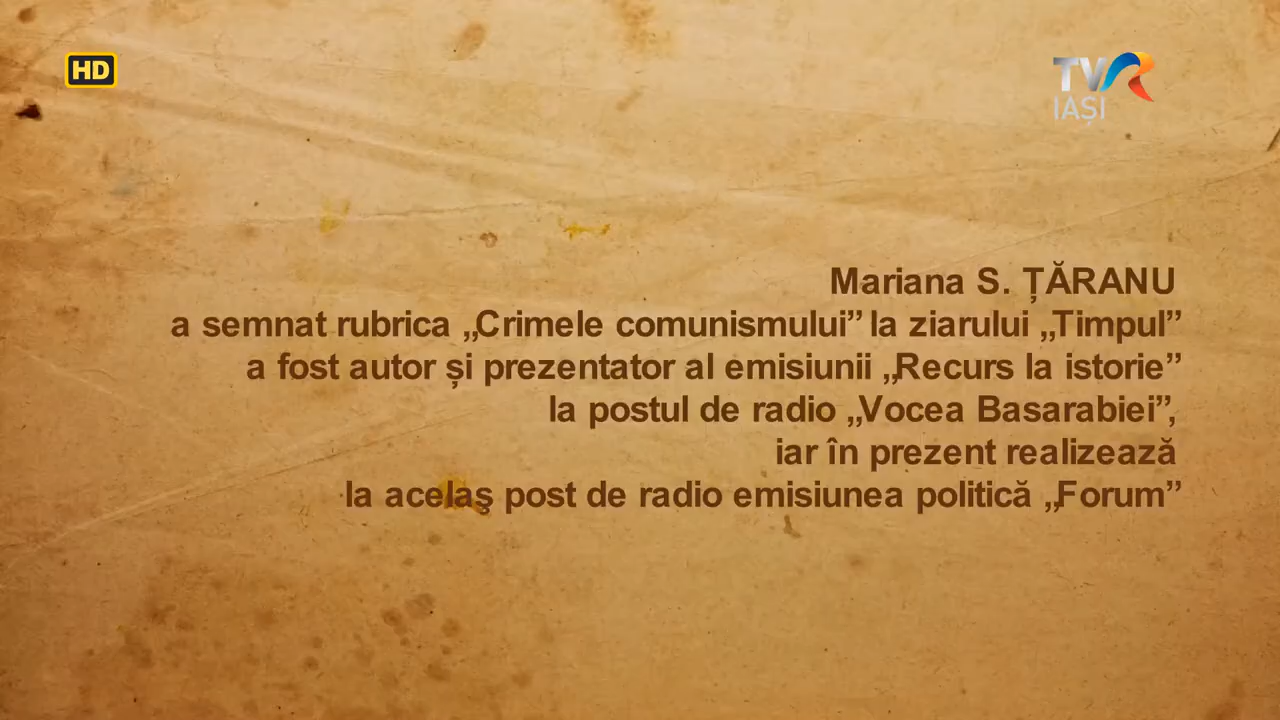 HD
TVR
IAȘI
Mariana S. ȚĂRANU
a semnat rubrica „Crimele comunismului” la ziarului „Timpul”
a fost autor și prezentator al emisiunii „Recurs la istorie”
la postul de radio „Vocea Basarabiei”,
iar în prezent realizează
la acelaş post de radio emisiunea politică „Forum”